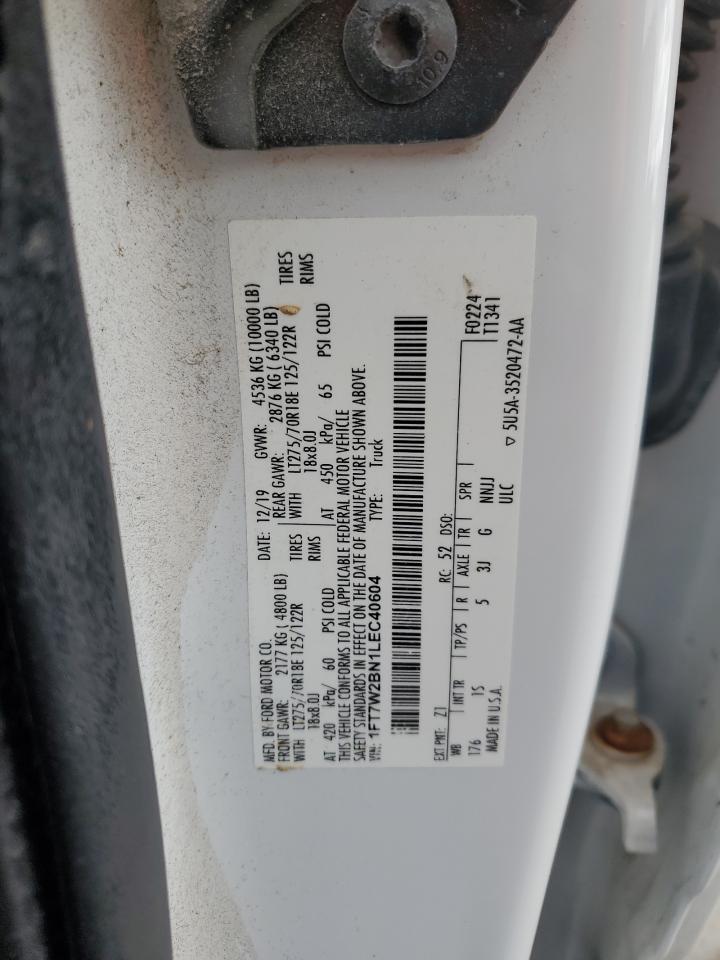 10.9
MFD. BY FORD MOTOR CO.
DATE: 12/19 GVWR: 4536 KG (10000 LB)
FRONT GAWR: 2177 KG ( 4800 LB) REAR GAWR: 2876 KG ( 6340 LB)
WITH LT275/70R18E 125/122R TIRES WITH LT275/70R18E 125/122R TIRES
18x8.0J RIMS 18x8.0J RIMS
AT 420 kPa/ 60 PSI COLD AT 450 kPa/ 65 PSI COLD
THIS VEHICLE CONFORMS TO ALL APPLICABLE FEDERAL MOTOR VEHICLE
SAFETY STANDARDS IN EFFECT ON THE DATE OF MANUFACTURE SHOWN ABOVE.
VIN: 1FT7W2BN1LEC40604 TYPE: Truck
EXT PNT: Z1 RC: 52 DSO: F0224
WB INT TR TP/PS R AXLE TR SPR T1341
176 1S 5 3J G NNJJ
MADE IN U.S.A. ULC
▽ 5U5A-3520472-AA